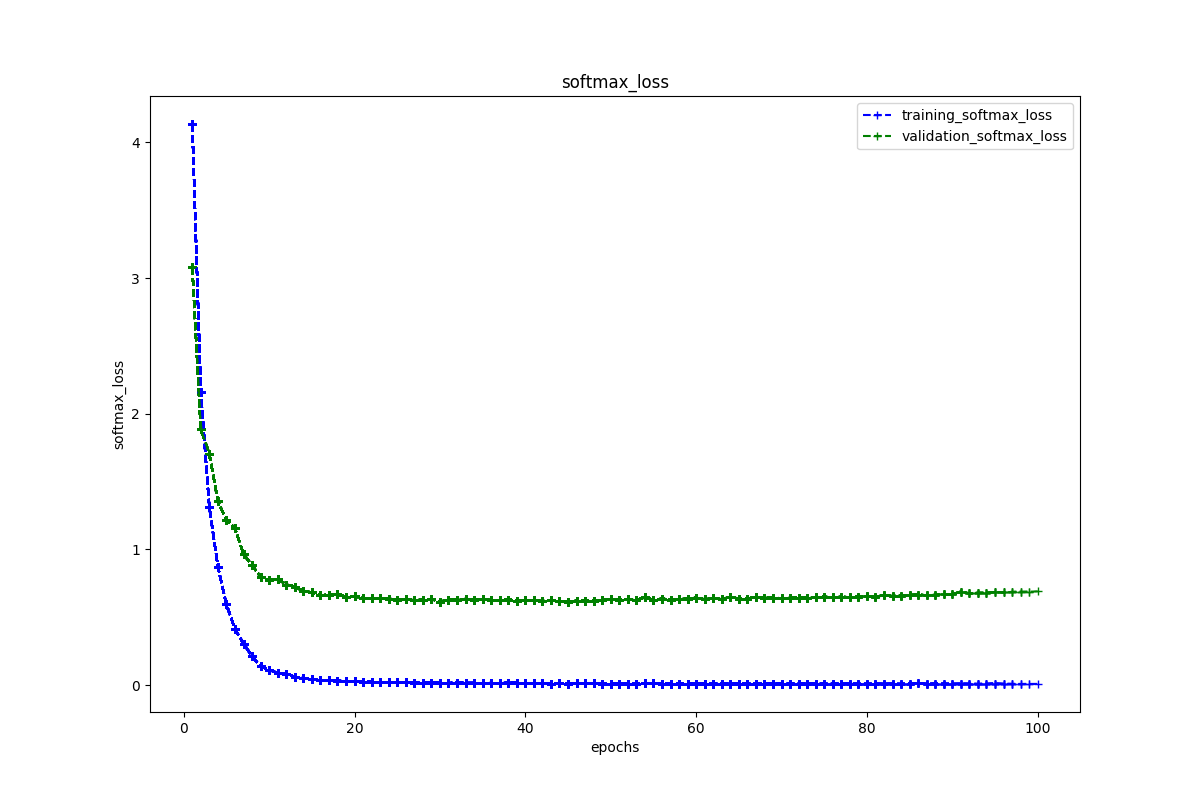 softmax_loss
training_softmax_loss
validation_softmax_loss
softmax_loss
4
3
2
1
0
0 20 40 60 80 100
epochs